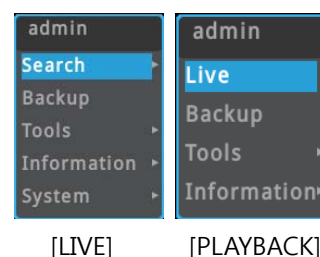 admin
Search
Backup
Tools
Information
System
[LIVE]
admin
Live
Backup
Tools
Information
[PLAYBACK]